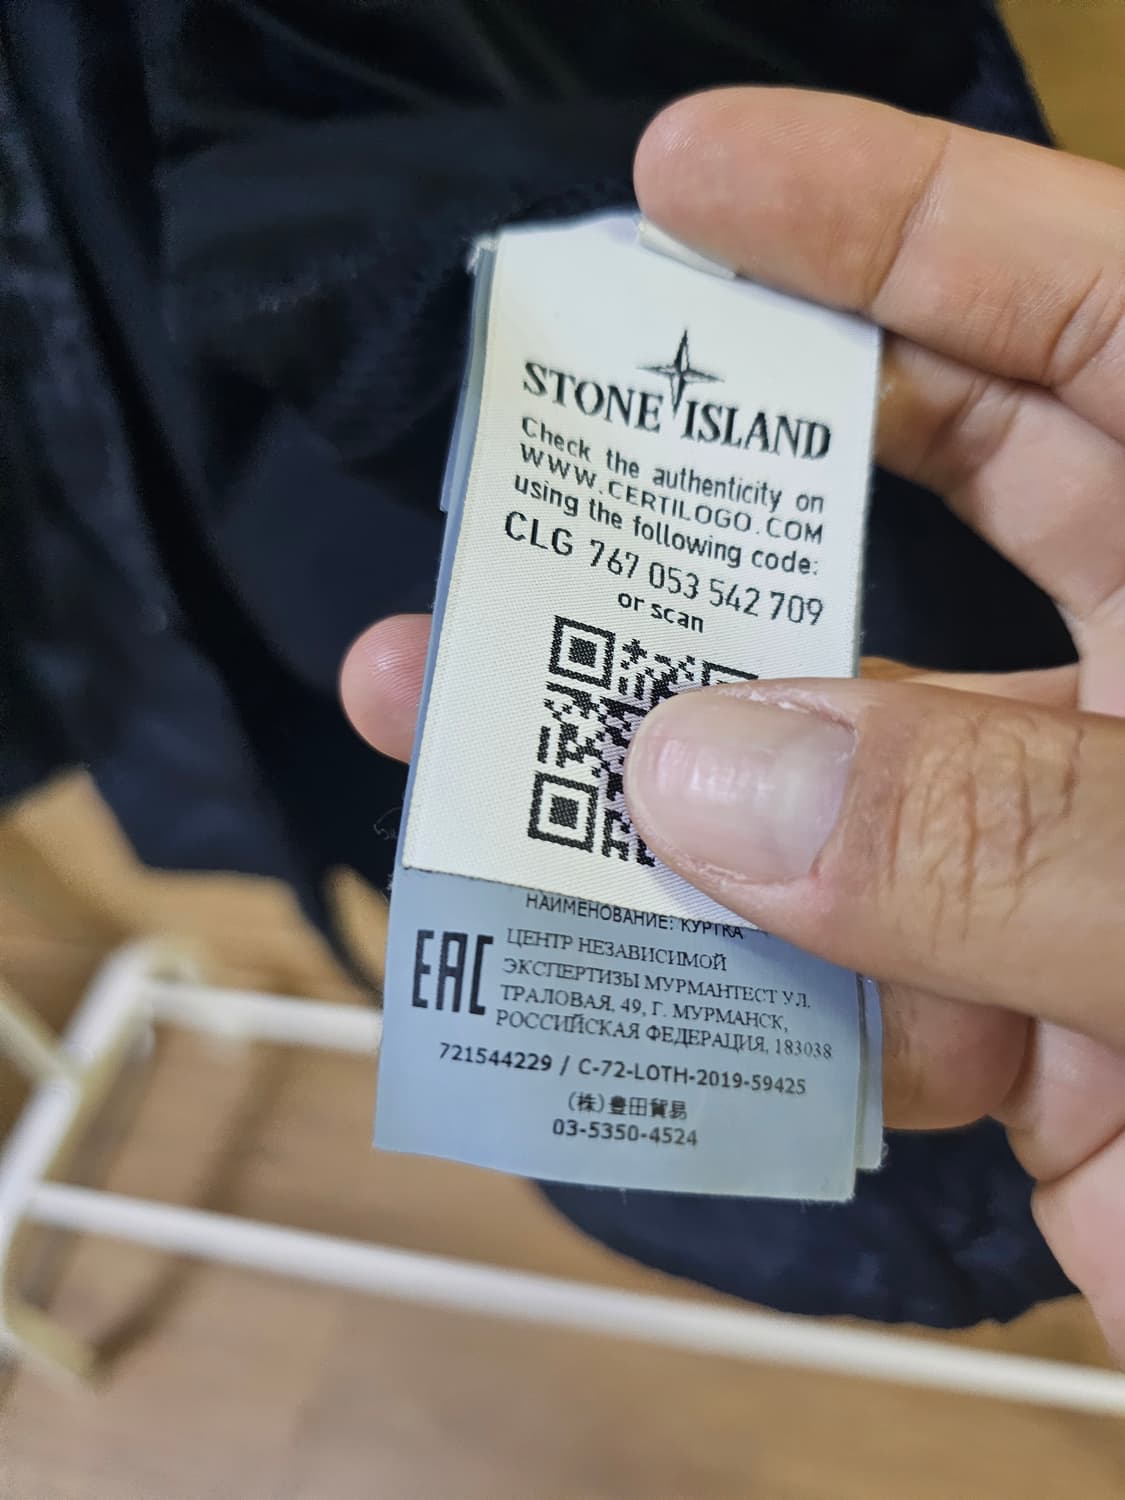 STONE ISLAND
Check the authenticity on
WWW.CERTILOGO.COM
using the following code:
CLG 767 053 542 709
or scan
НАИМЕНОВАНИЕ: КУРТКА
EAC
ЦЕНТР НЕЗАВИСИМОЙ
ЭКСПЕРТИЗЫ МУРМАНТЕСТ УЛ.
ТРАЛОВАЯ, 49, Г. МУРМАНСК,
РОССИЙСКАЯ ФЕДЕРАЦИЯ, 183038
721544229 / C-72-LOTH-2019-59425
(株)豊田貿易
03-5350-4524